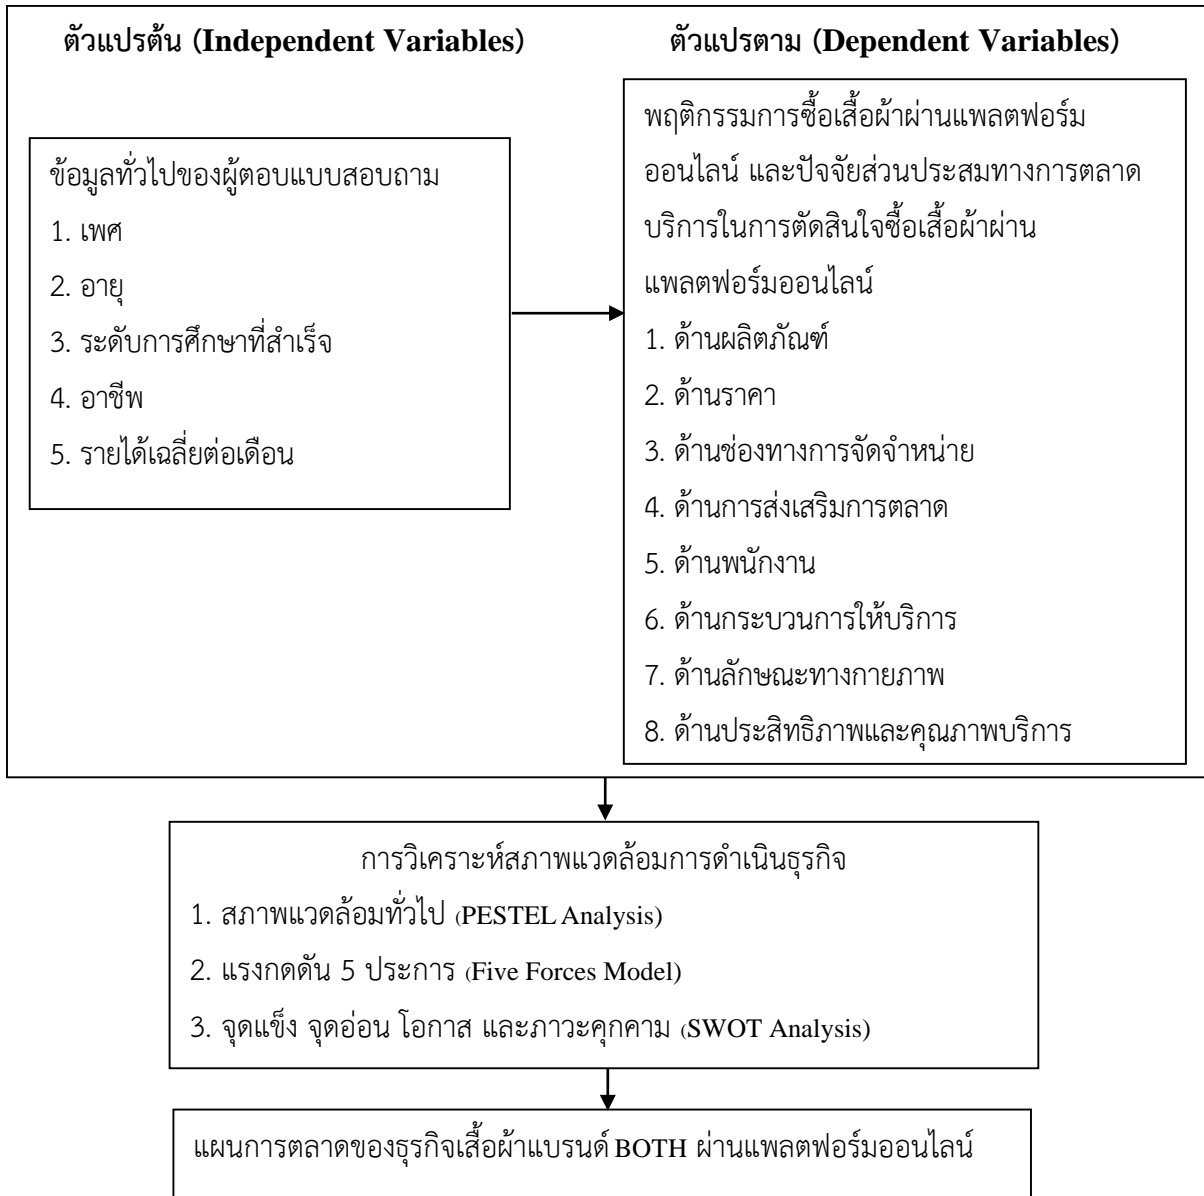 ตัวแปรต้น (Independent Variables)
ตัวแปรตาม (Dependent Variables)
ข้อมูลทั่วไปของผู้ตอบแบบสอบถาม
1. เพศ
2. อายุ
3. ระดับการศึกษาที่สำเร็จ
4. อาชีพ
5. รายได้เฉลี่ยต่อเดือน
พฤติกรรมการซื้อเสื้อผ้าผ่านแพลตฟอร์ม
ออนไลน์ และปัจจัยส่วนประสมทางการตลาด
บริการในการตัดสินใจซื้อเสื้อผ้าผ่าน
แพลตฟอร์มออนไลน์
1. ด้านผลิตภัณฑ์
2. ด้านราคา
3. ด้านช่องทางการจัดจำหน่าย
4. ด้านการส่งเสริมการตลาด
5. ด้านพนักงาน
6. ด้านกระบวนการให้บริการ
7. ด้านลักษณะทางกายภาพ
8. ด้านประสิทธิภาพและคุณภาพบริการ
การวิเคราะห์สภาพแวดล้อมการดำเนินธุรกิจ
1. สภาพแวดล้อมทั่วไป (PESTEL Analysis)
2. แรงกดดัน 5 ประการ (Five Forces Model)
3. จุดแข็ง จุดอ่อน โอกาส และภาวะคุกคาม (SWOT Analysis)
แผนการตลาดของธุรกิจเสื้อผ้าแบรนด์ BOTH ผ่านแพลตฟอร์มออนไลน์